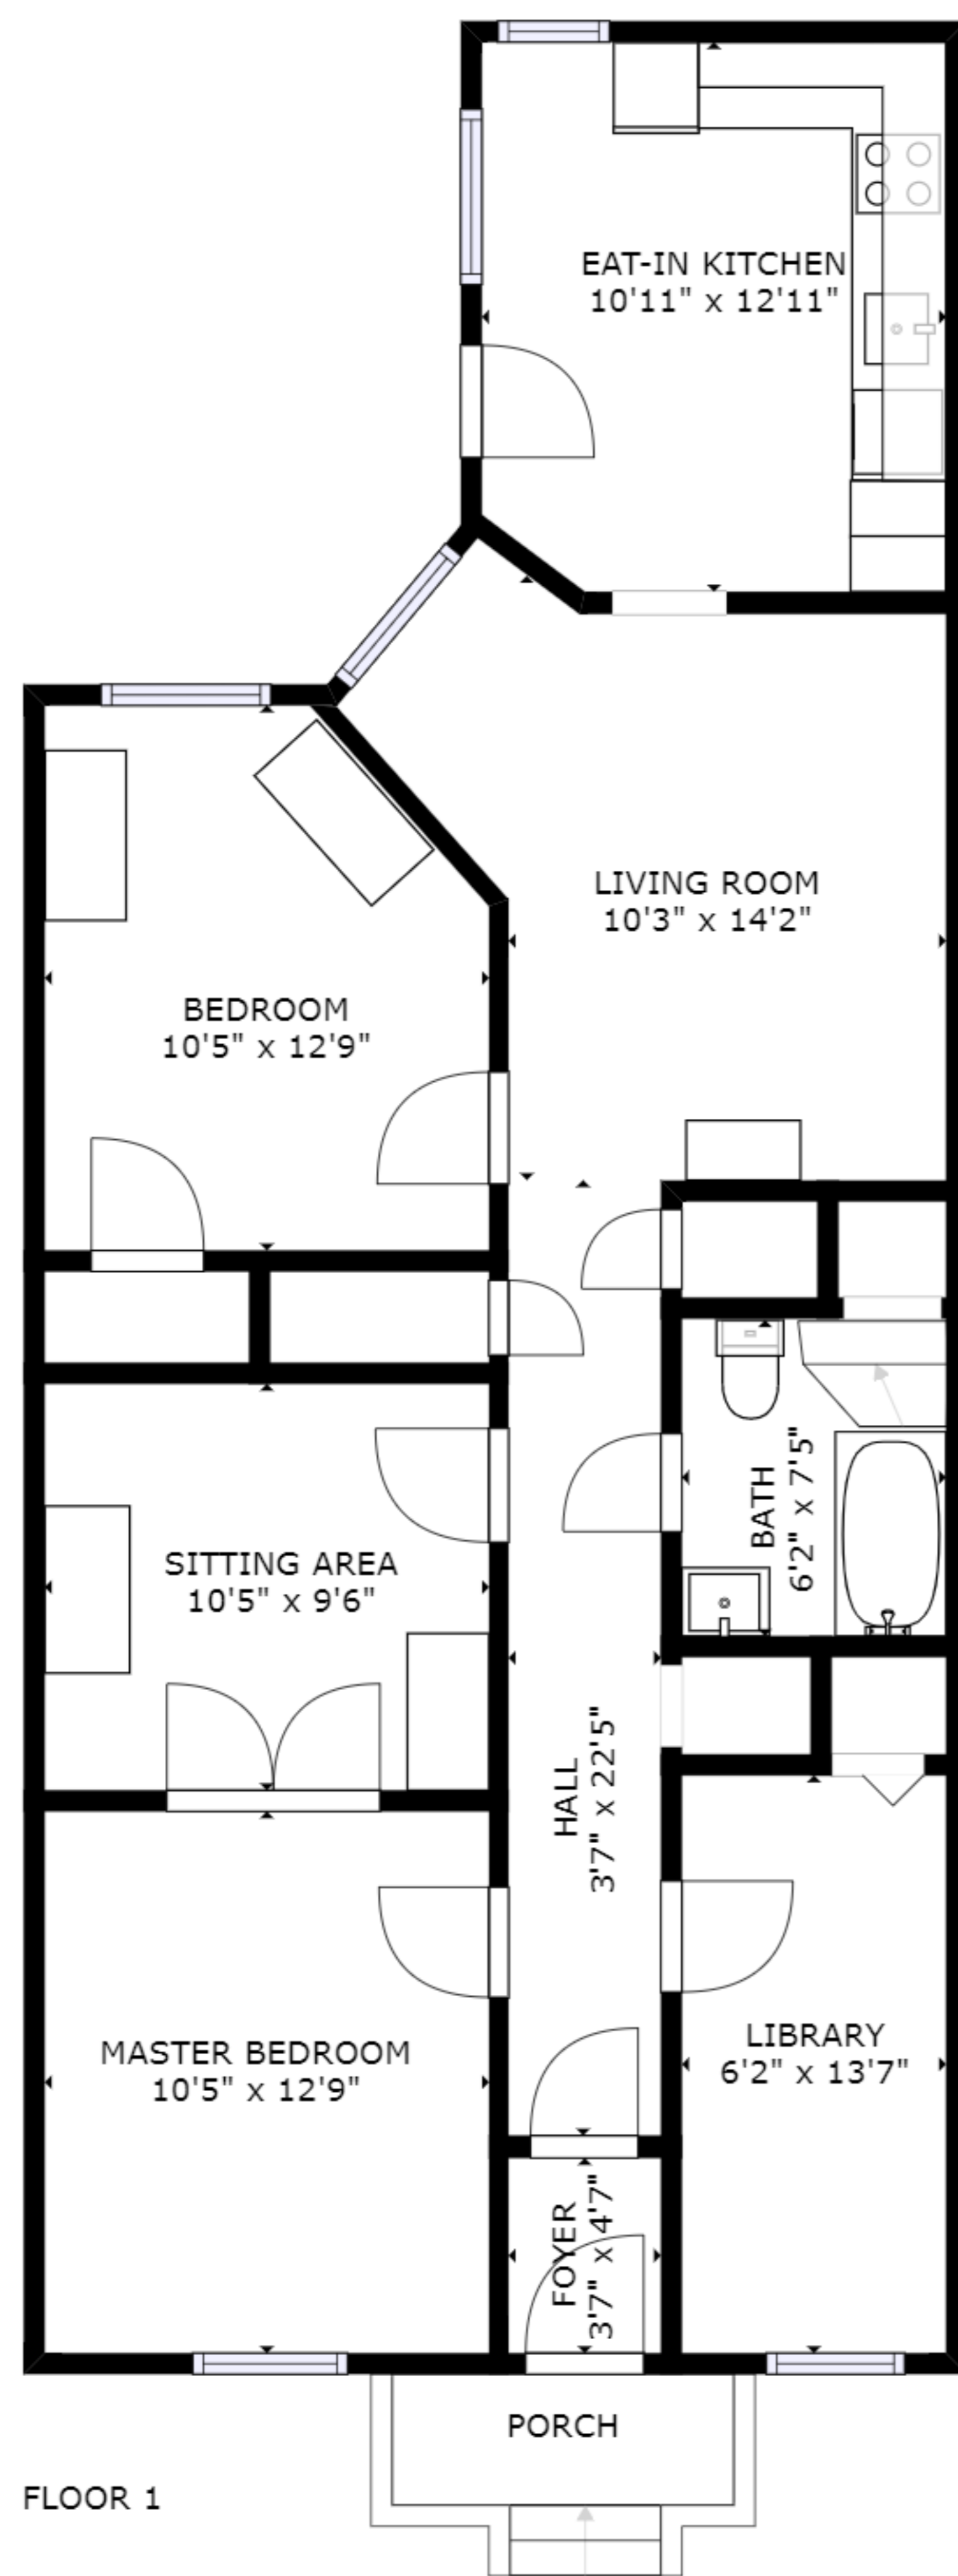 EAT-IN KITCHEN
10'11" x 12'11"
LIVING ROOM
10'3" x 14'2"
BEDROOM
10'5" x 12'9"
BATH
6'2" x 7'5"
SITTING AREA
10'5" x 9'6"
HALL
3'7" x 22'5"
MASTER BEDROOM
10'5" x 12'9"
LIBRARY
6'2" x 13'7"
FOYER
3'7" x 4'7"
PORCH
FLOOR 1